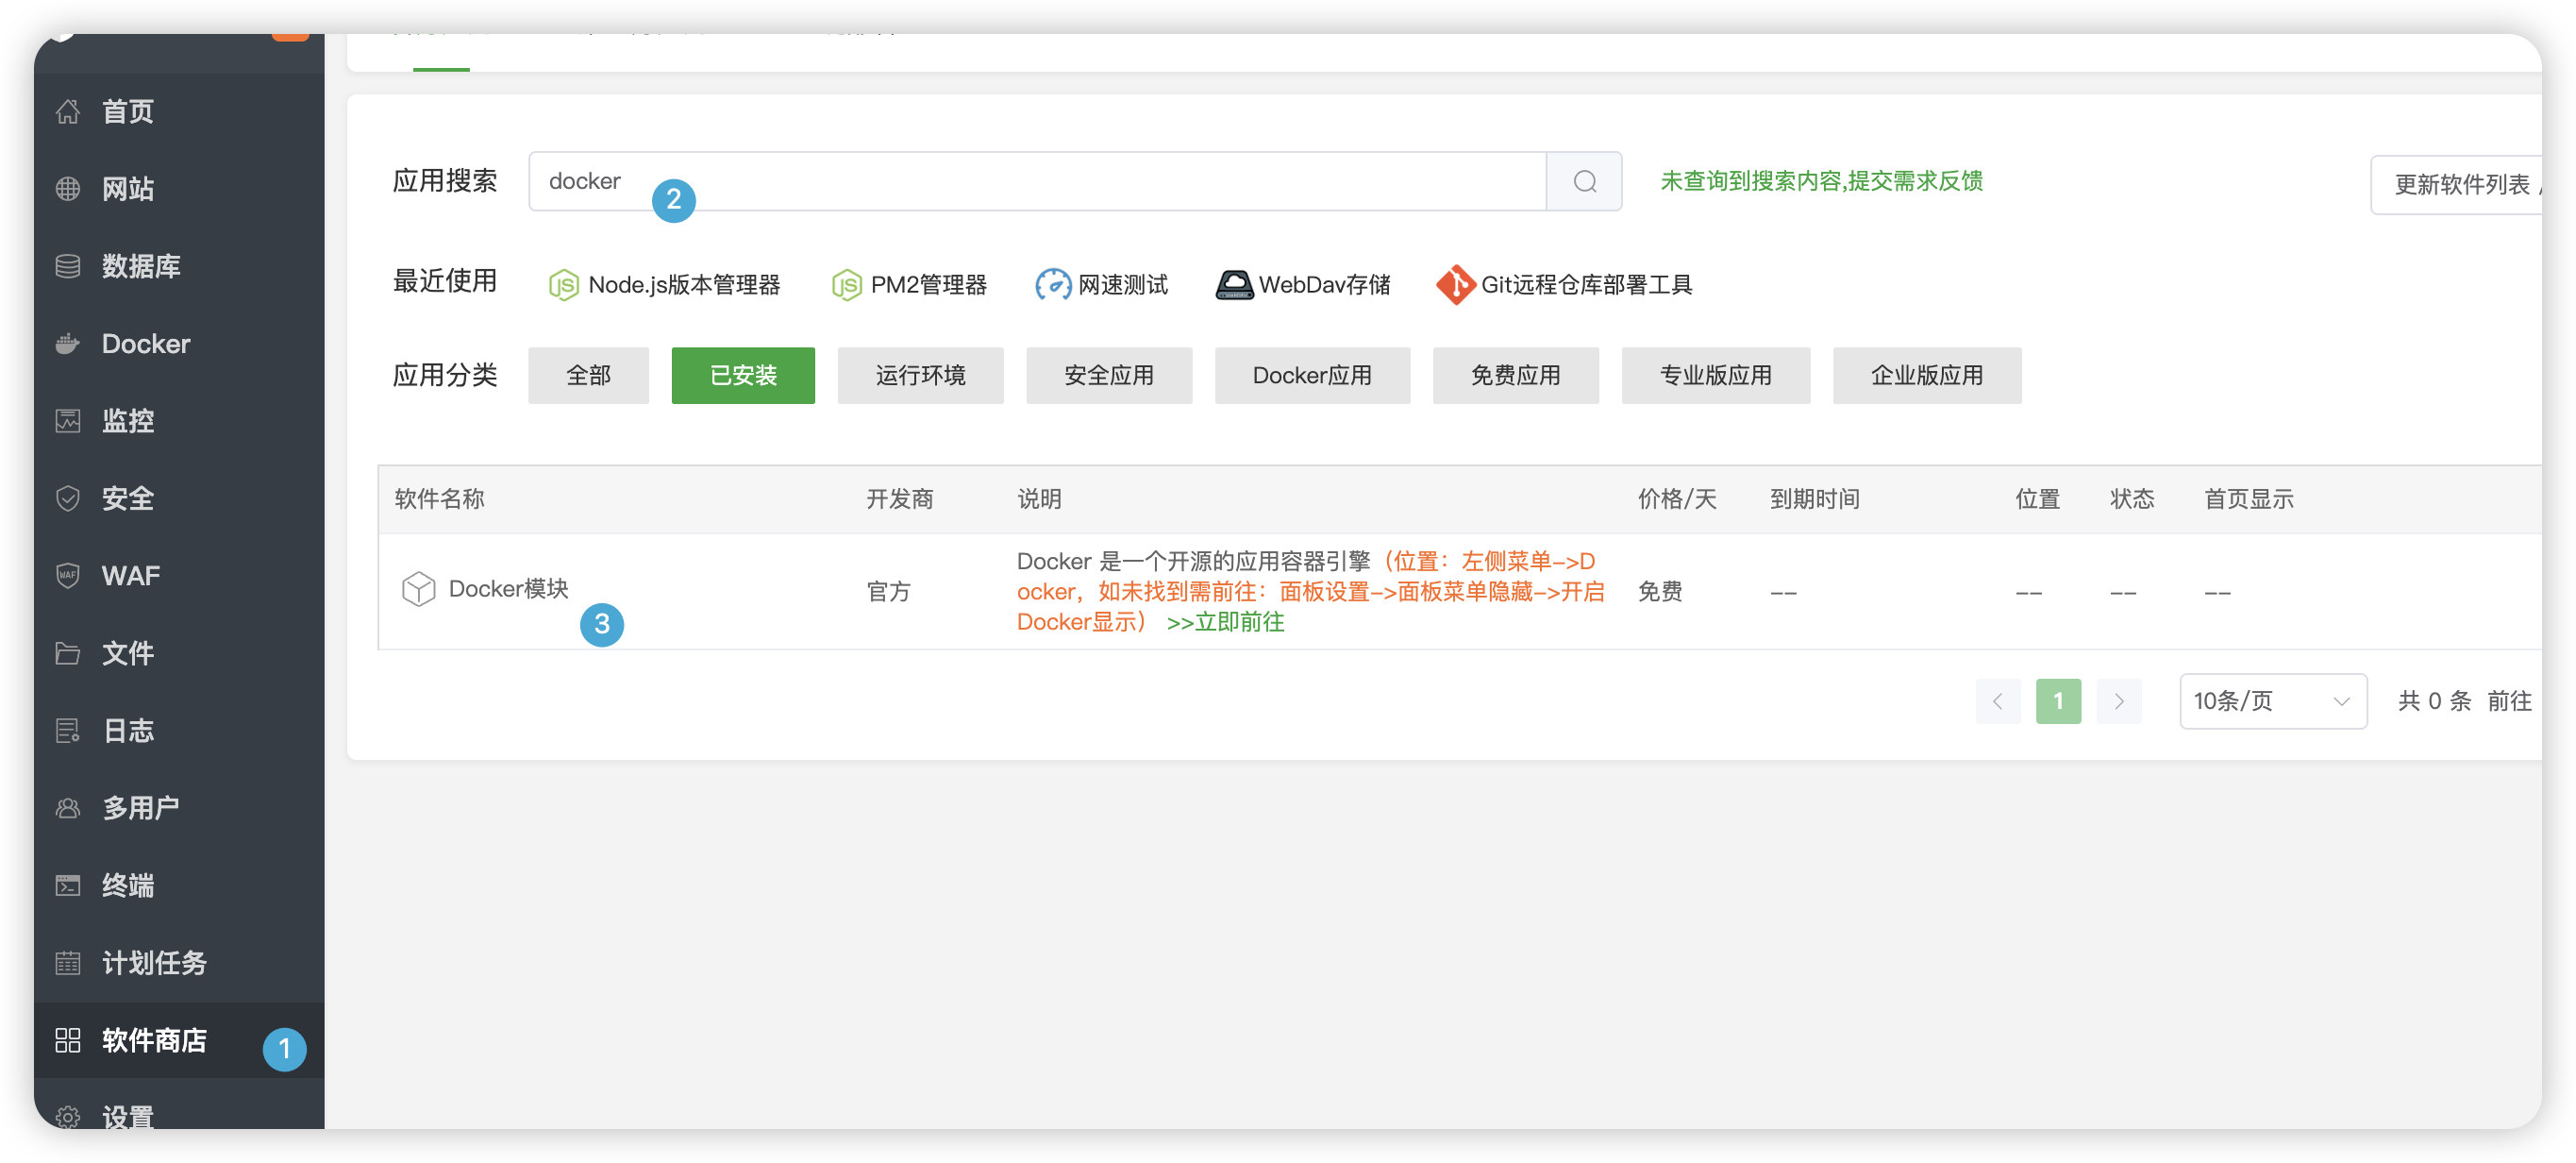 首页
网站
数据库
Docker
监控
安全
WAF
文件
日志
多用户
终端
计划任务
软件商店
1
设置
应用搜索
docker
2
未查询到搜索内容,提交需求反馈
更新软件列表
最近使用
Node.js版本管理器
PM2管理器
网速测试
WebDav存储
Git远程仓库部署工具
应用分类
全部
已安装
运行环境
安全应用
Docker应用
免费应用
专业版应用
企业版应用
软件名称
开发商
说明
价格/天
到期时间
位置
状态
首页显示
Docker模块
3
官方
Docker 是一个开源的应用容器引擎（位置：左侧菜单->D
ocker，如未找到需前往：面板设置->面板菜单隐藏->开启
Docker显示） >>立即前往
免费
--
--
--
--
1
10条/页
共 0 条
前往